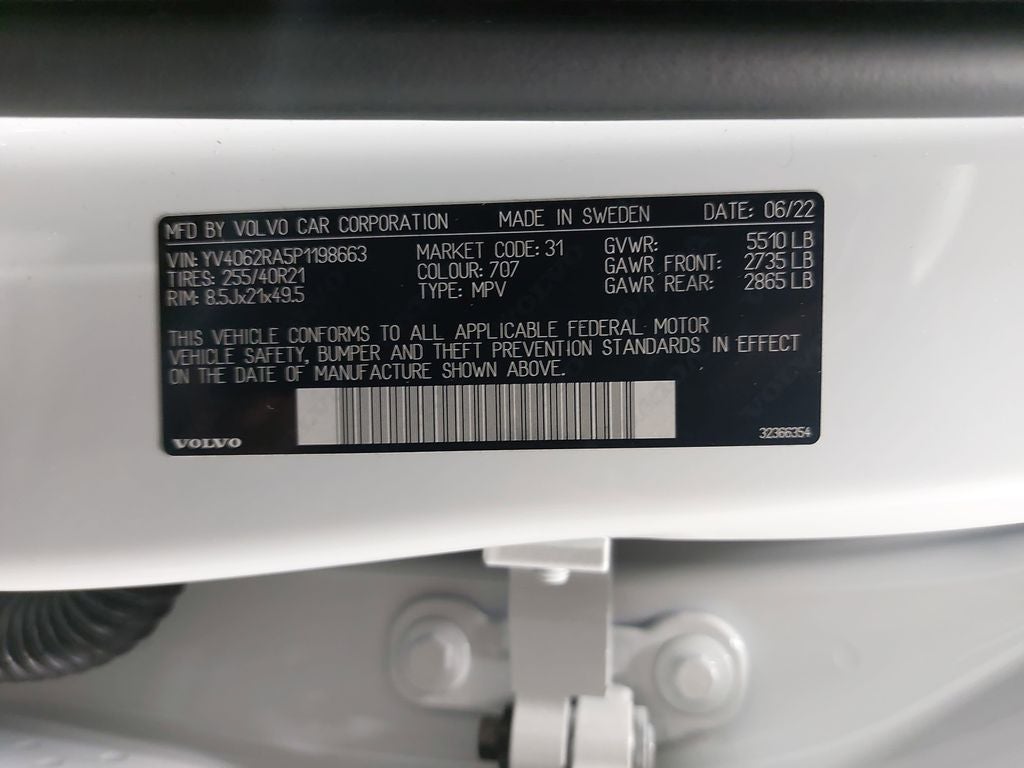 MFD BY VOLVO CAR CORPORATION MADE IN SWEDEN DATE: 06/22
VIN: YV4062RA5P1198663 MARKET CODE: 31 GVWR: 5510 LB
TIRES: 255/40R21 COLOUR: 707 GAWR FRONT: 2735 LB
RIM: 8.5Jx21x49.5 TYPE: MPV GAWR REAR: 2865 LB
THIS VEHICLE CONFORMS TO ALL APPLICABLE FEDERAL MOTOR
VEHICLE SAFETY, BUMPER AND THEFT PREVENTION STANDARDS IN EFFECT
ON THE DATE OF MANUFACTURE SHOWN ABOVE.
VOLVO 32366354